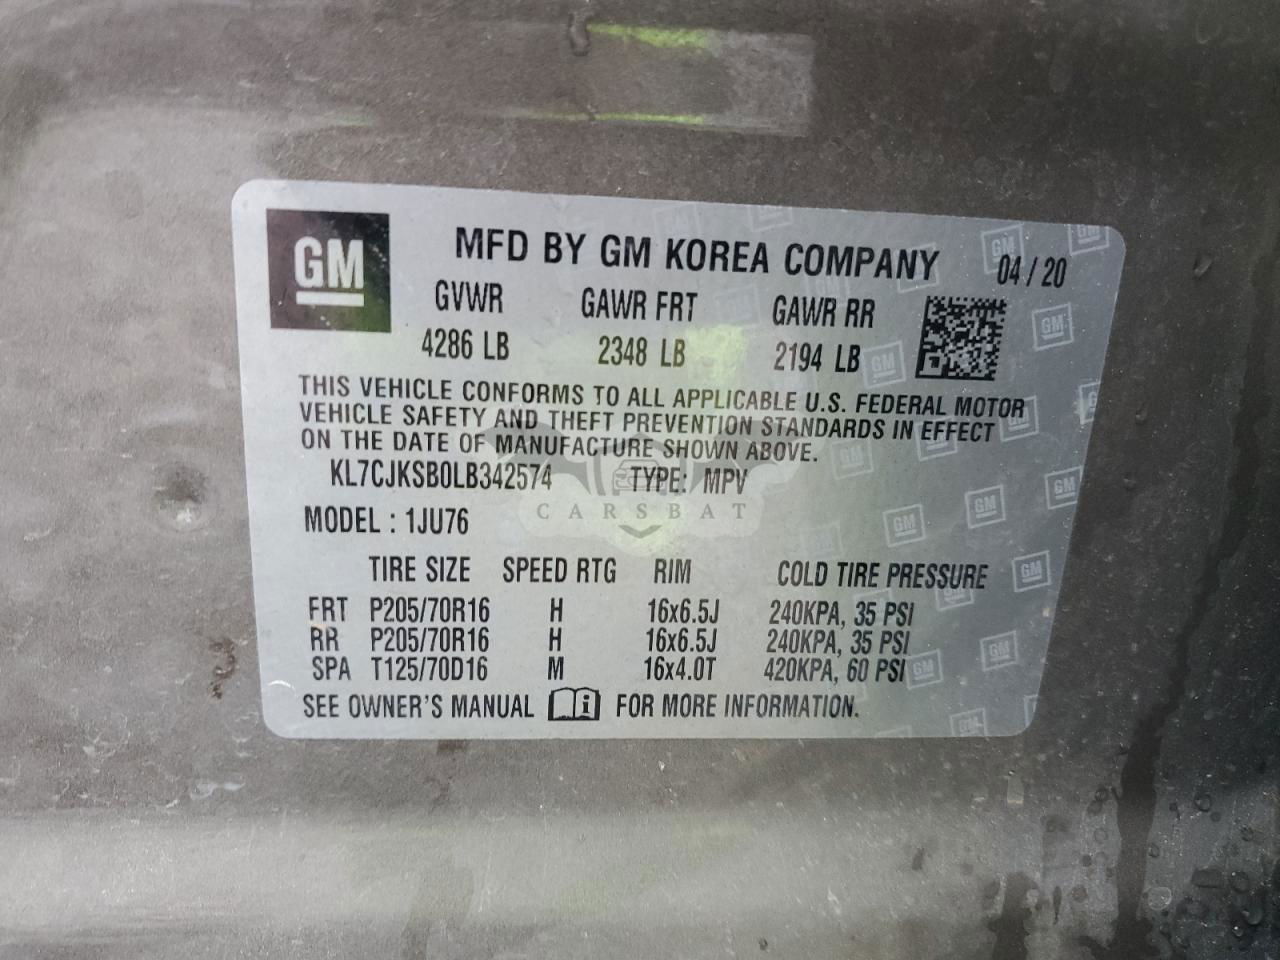 GM
MFD BY GM KOREA COMPANY 04/20
GVWR GAWR FRT GAWR RR
4286 LB 2348 LB 2194 LB
THIS VEHICLE CONFORMS TO ALL APPLICABLE U.S. FEDERAL MOTOR
VEHICLE SAFETY AND THEFT PREVENTION STANDARDS IN EFFECT
ON THE DATE OF MANUFACTURE SHOWN ABOVE.
KL7CJKSB0LB342574 TYPE: MPV
CARSBAT
MODEL : 1JU76
TIRE SIZE SPEED RTG RIM COLD TIRE PRESSURE
FRT P205/70R16 H 16x6.5J 240KPA, 35 PSI
RR P205/70R16 H 16x6.5J 240KPA, 35 PSI
SPA T125/70D16 M 16x4.0T 420KPA, 60 PSI
SEE OWNER'S MANUAL i FOR MORE INFORMATION.